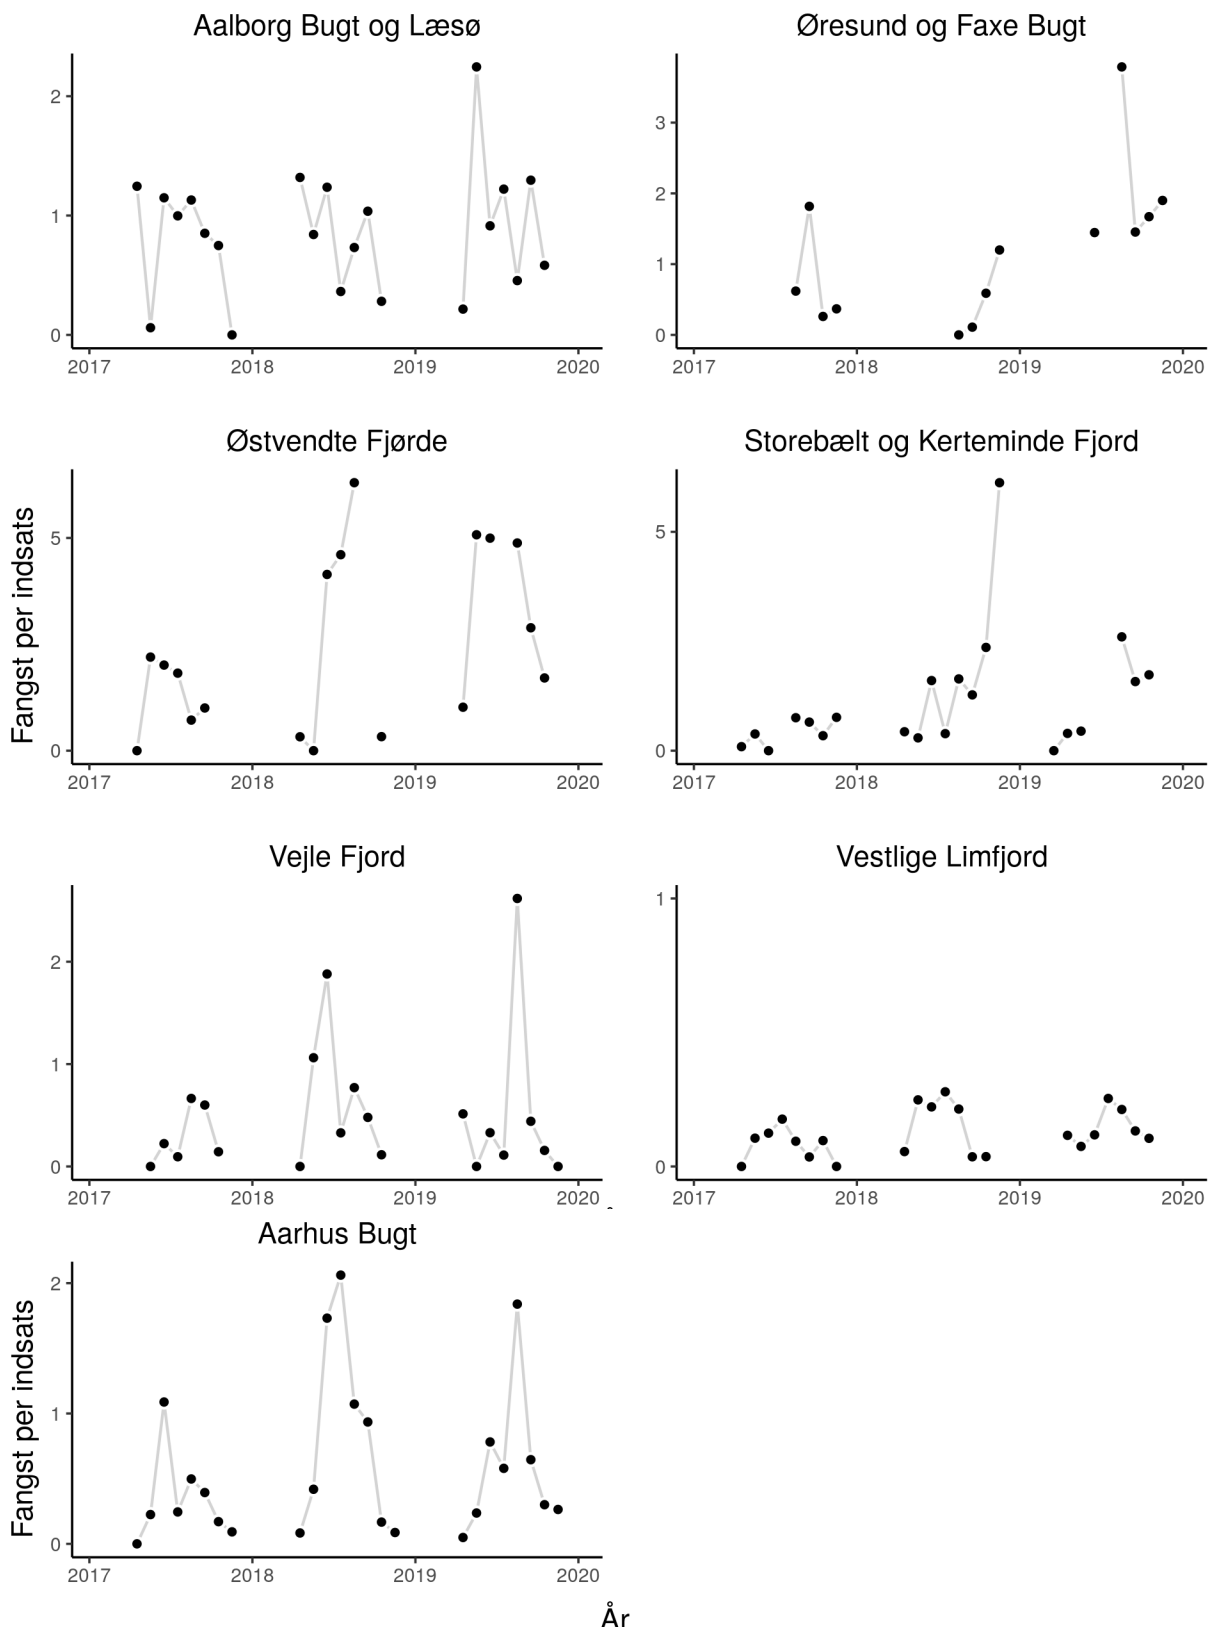 Aalborg Bugt og Læsø
Øresund og Faxe Bugt
2
1
0
2017 2018 2019 2020
3
2
1
0
2017 2018 2019 2020
Østvendte Fjørde
Storebælt og Kerteminde Fjord
Fangst per indsats
5
0
2017 2018 2019 2020
5
0
2017 2018 2019 2020
Vejle Fjord
Vestlige Limfjord
2
1
0
2017 2018 2019 2020
1
0
2017 2018 2019 2020
Aarhus Bugt
Fangst per indsats
2
1
0
2017 2018 2019 2020
År